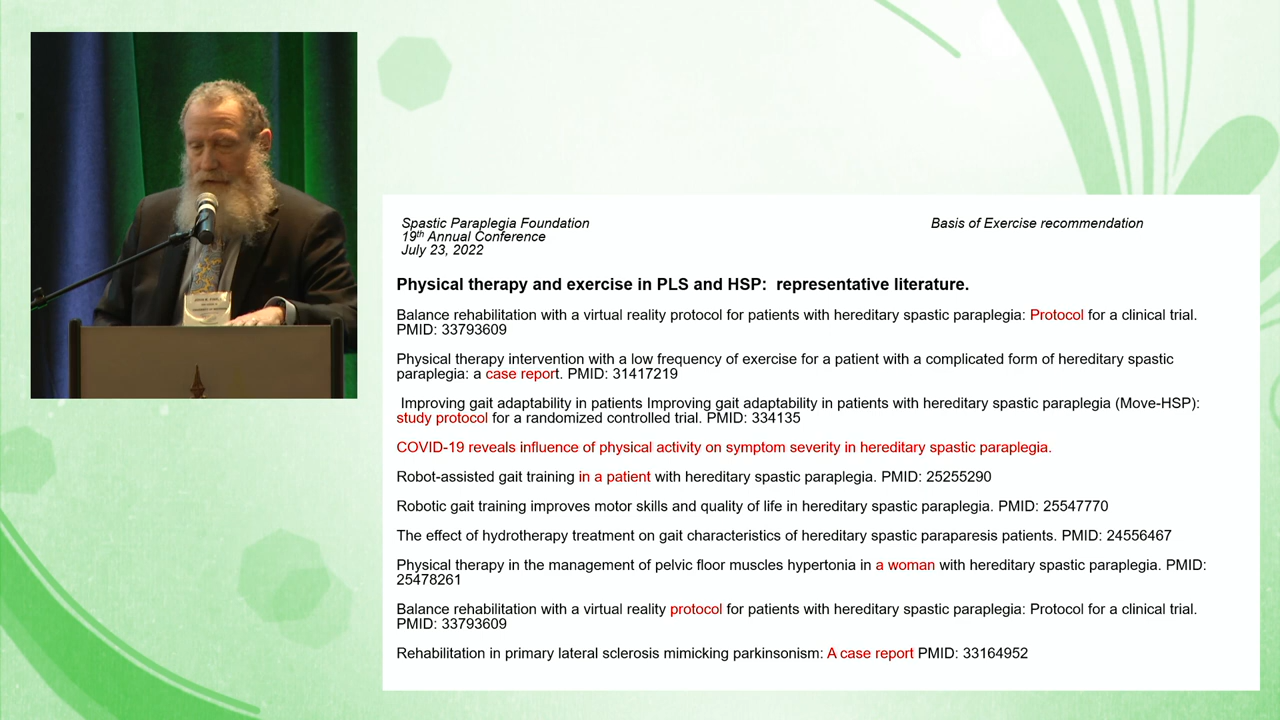 Spastic Paraplegia Foundation
19th Annual Conference
July 23, 2022
Basis of Exercise recommendation
Physical therapy and exercise in PLS and HSP:  representative literature.
Balance rehabilitation with a virtual reality protocol for patients with hereditary spastic paraplegia: Protocol for a clinical trial.
PMID: 33793609
Physical therapy intervention with a low frequency of exercise for a patient with a complicated form of hereditary spastic
paraplegia: a case report. PMID: 31417219
Improving gait adaptability in patients Improving gait adaptability in patients with hereditary spastic paraplegia (Move-HSP):
study protocol for a randomized controlled trial. PMID: 334135
COVID-19 reveals influence of physical activity on symptom severity in hereditary spastic paraplegia.
Robot-assisted gait training in a patient with hereditary spastic paraplegia. PMID: 25255290
Robotic gait training improves motor skills and quality of life in hereditary spastic paraplegia. PMID: 25547770
The effect of hydrotherapy treatment on gait characteristics of hereditary spastic paraparesis patients. PMID: 24556467
Physical therapy in the management of pelvic floor muscles hypertonia in a woman with hereditary spastic paraplegia. PMID:
25478261
Balance rehabilitation with a virtual reality protocol for patients with hereditary spastic paraplegia: Protocol for a clinical trial.
PMID: 33793609
Rehabilitation in primary lateral sclerosis mimicking parkinsonism: A case report PMID: 33164952